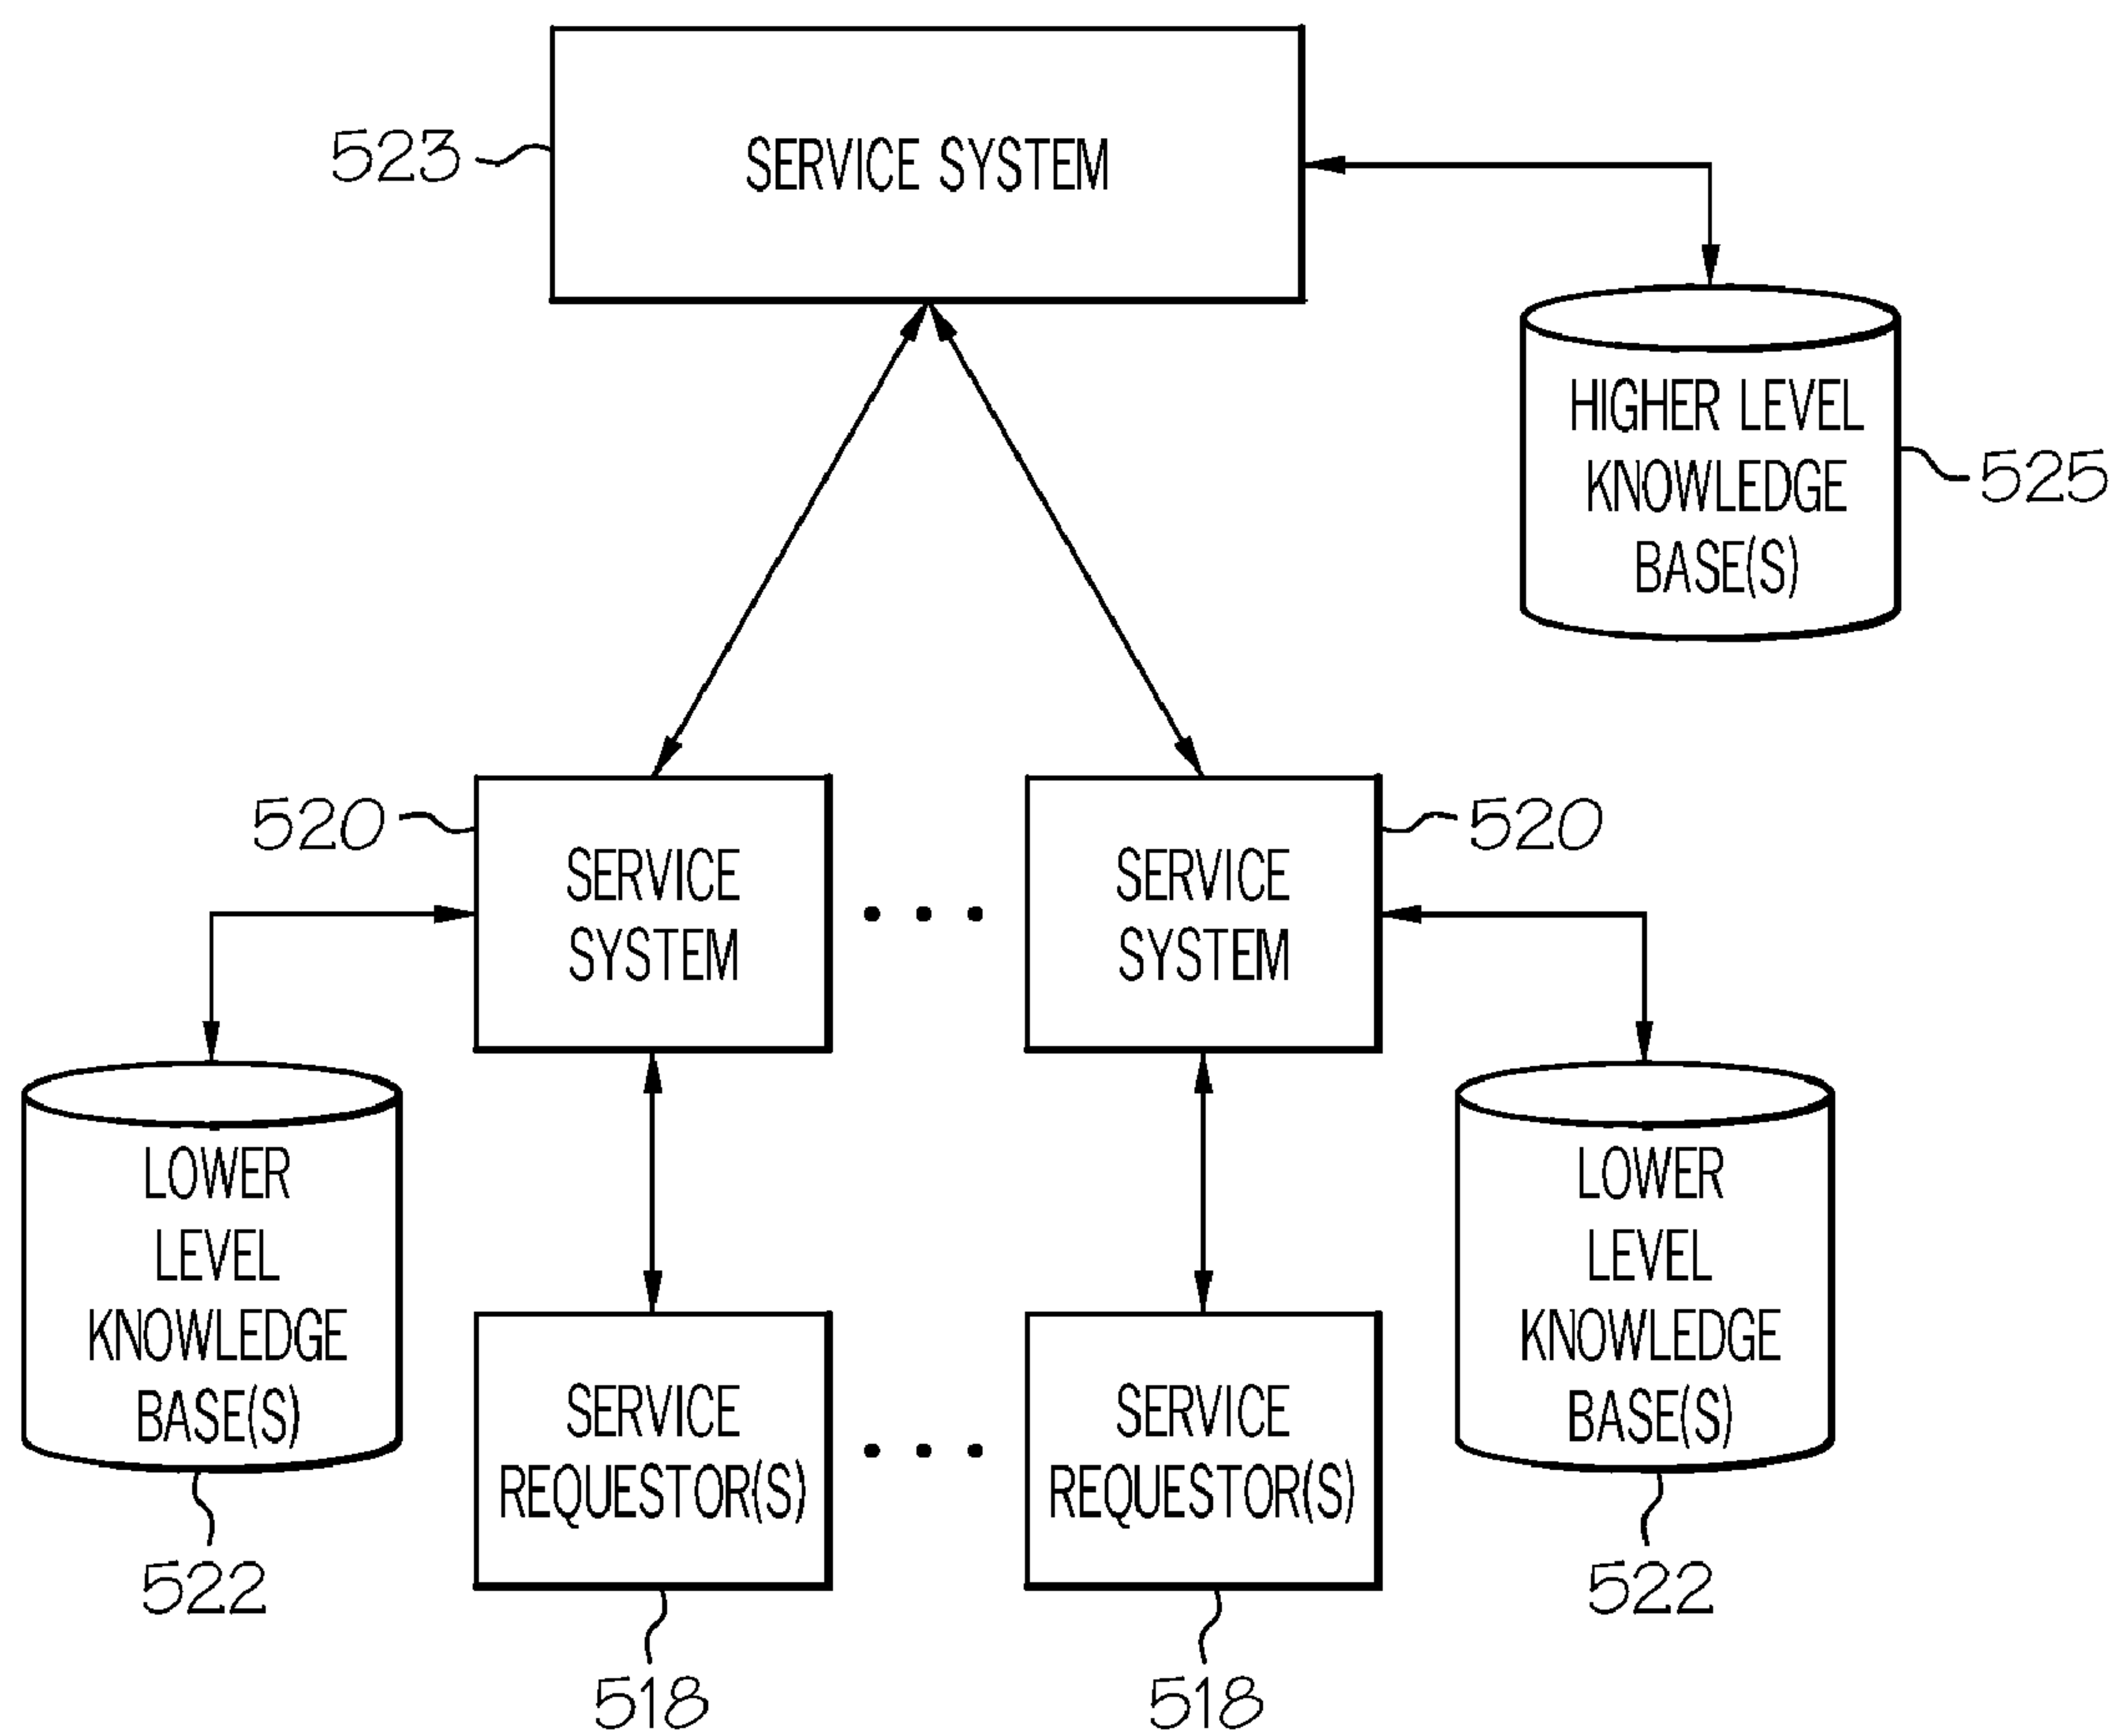 523
SERVICE SYSTEM
HIGHER LEVEL
KNOWLEDGE
BASE(S)
525
520
SERVICE
SYSTEM
• • •
SERVICE
SYSTEM
520
LOWER
LEVEL
KNOWLEDGE
BASE(S)
522
SERVICE
REQUESTOR(S)
518
• • •
SERVICE
REQUESTOR(S)
518
LOWER
LEVEL
KNOWLEDGE
BASE(S)
522